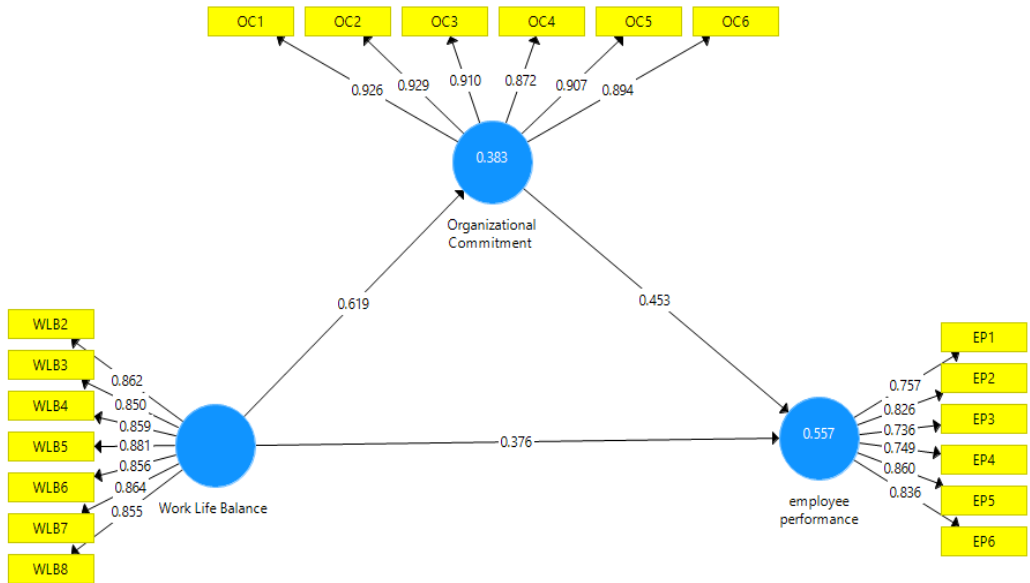 OC1 OC2 OC3 OC4 OC5 OC6
0.926 0.929 0.910 0.872 0.907 0.894
0.383
Organizational
Commitment
0.619
0.453
WLB2
WLB3
WLB4
WLB5
WLB6
WLB7
WLB8
0.862
0.850
0.859
0.881
0.856
0.864
0.855
Work Life Balance
0.376
0.557
employee
performance
0.757
0.826
0.736
0.749
0.860
0.836
EP1
EP2
EP3
EP4
EP5
EP6